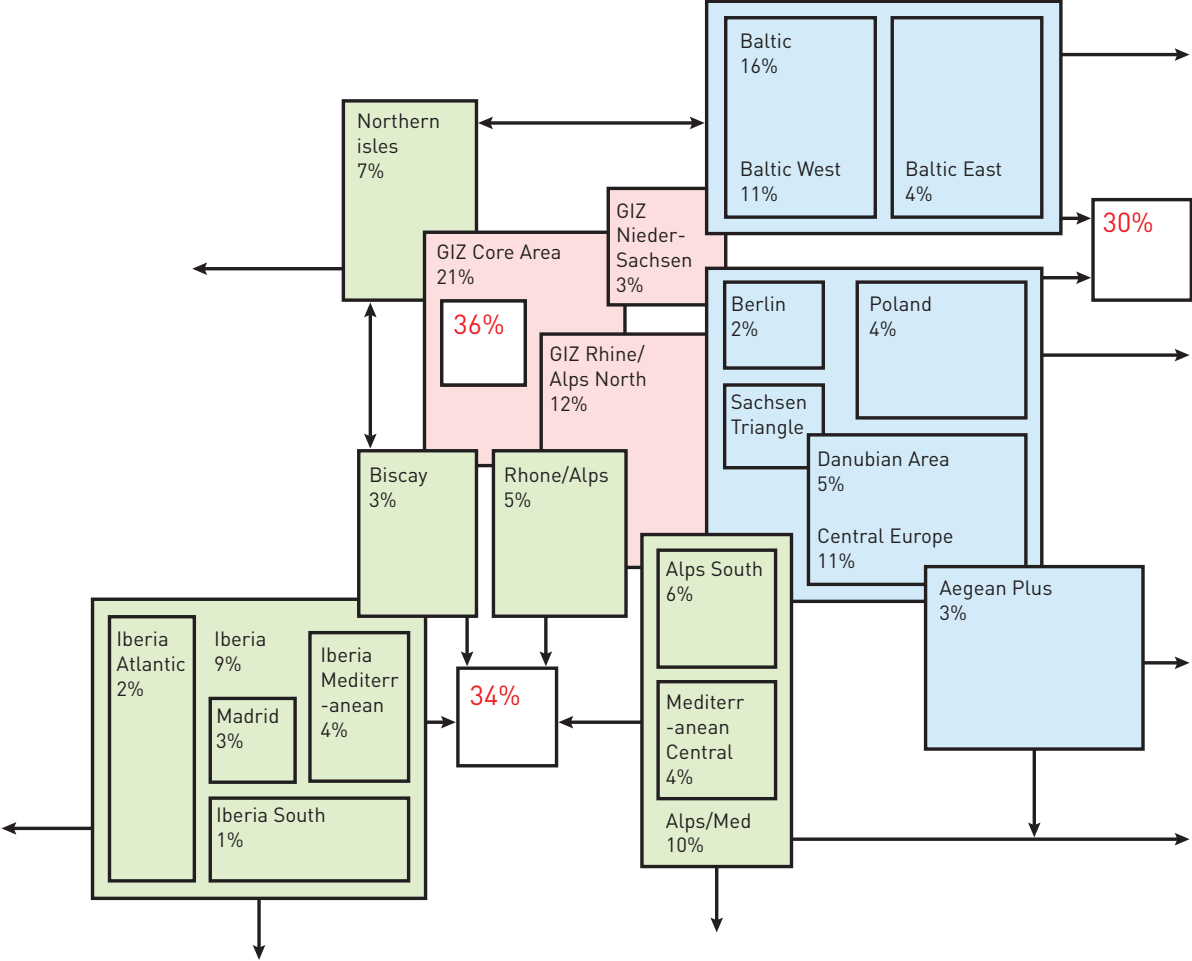 Baltic
16%
Baltic West
11%
Baltic East
4%
Northern
isles
7%
30%
GIZ
Nieder-
Sachsen
3%
GIZ Core Area
21%
36%
GIZ Rhine/
Alps North
12%
Berlin
2%
Poland
4%
Sachsen
Triangle
Danubian Area
5%
Central Europe
11%
Biscay
3%
Rhone/Alps
5%
Alps South
6%
Aegean Plus
3%
Iberia
Atlantic
2%
Iberia
9%
Iberia
Mediterr
-anean
4%
Madrid
3%
Iberia South
1%
34%
Mediterr
-anean
Central
4%
Alps/Med
10%